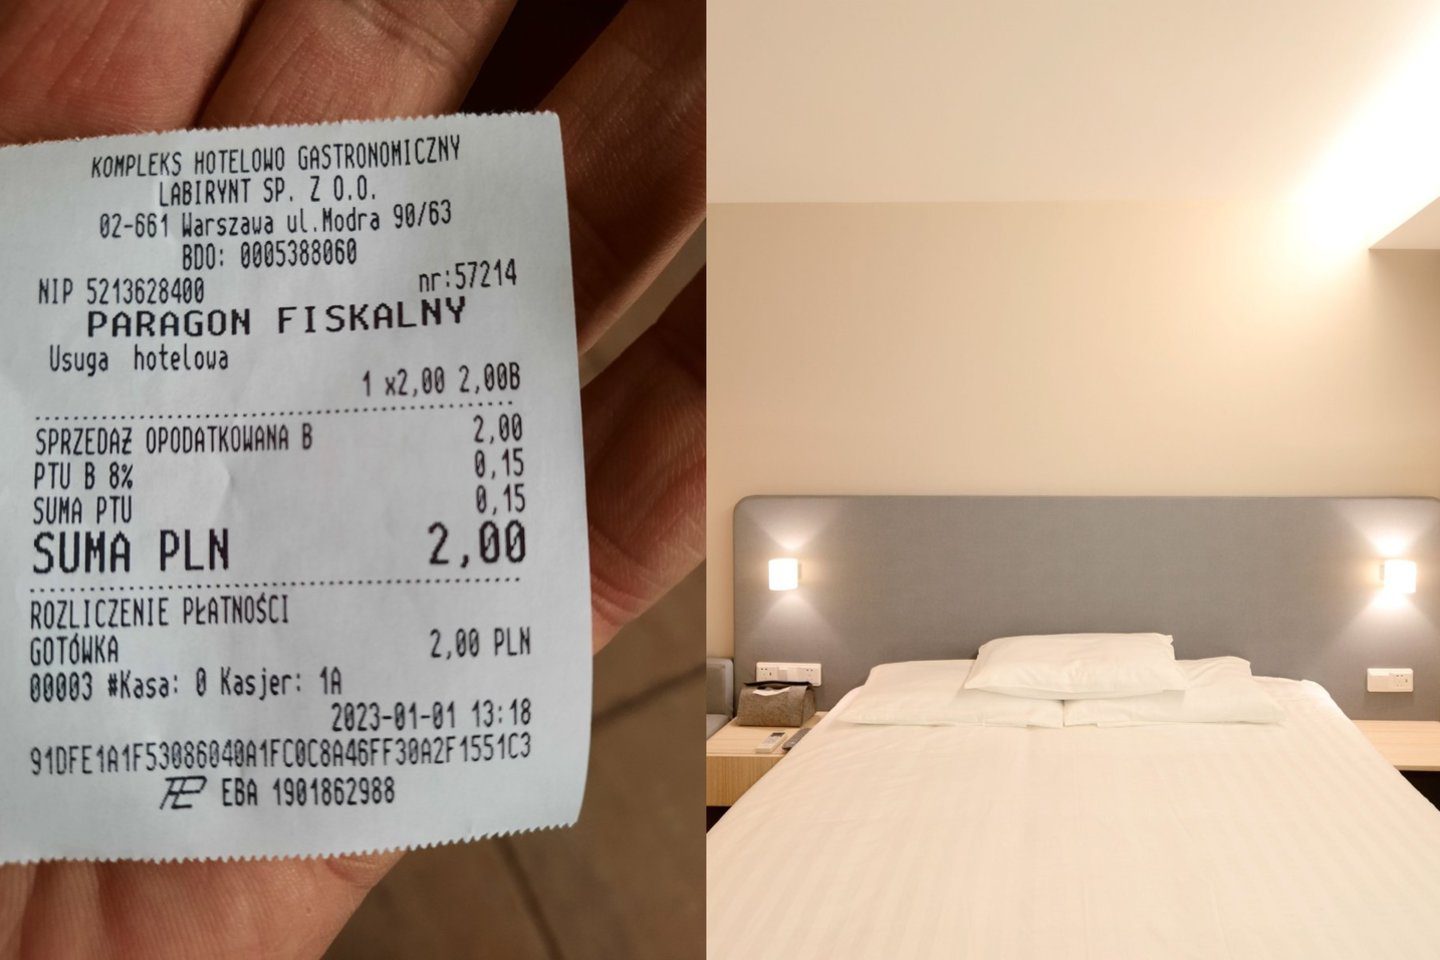 KOMPLEKS HOTELOWO GASTRONOMICZNY
LABIRYNT SP. Z O.O.
02-661 Warszawa ul.Modra 90/63
BDO: 0005388060
NIP 5213628400 nr:57214
PARAGON FISKALNY
Usuga hotelowa
1 x2,00 2,00B
SPRZEDAŻ OPODATKOWANA B 2,00
PTU B 8% 0,15
SUMA PTU 0,15
SUMA PLN 2,00
ROZLICZENIE PŁATNOŚCI
GOTÓWKA 2,00 PLN
00003 #Kasa: 0 Kasjer: 1A
2023-01-01 13:18
91DFE1A1F53086040A1FC0C8A46FF30A2F1551C3
EBA 1901862988